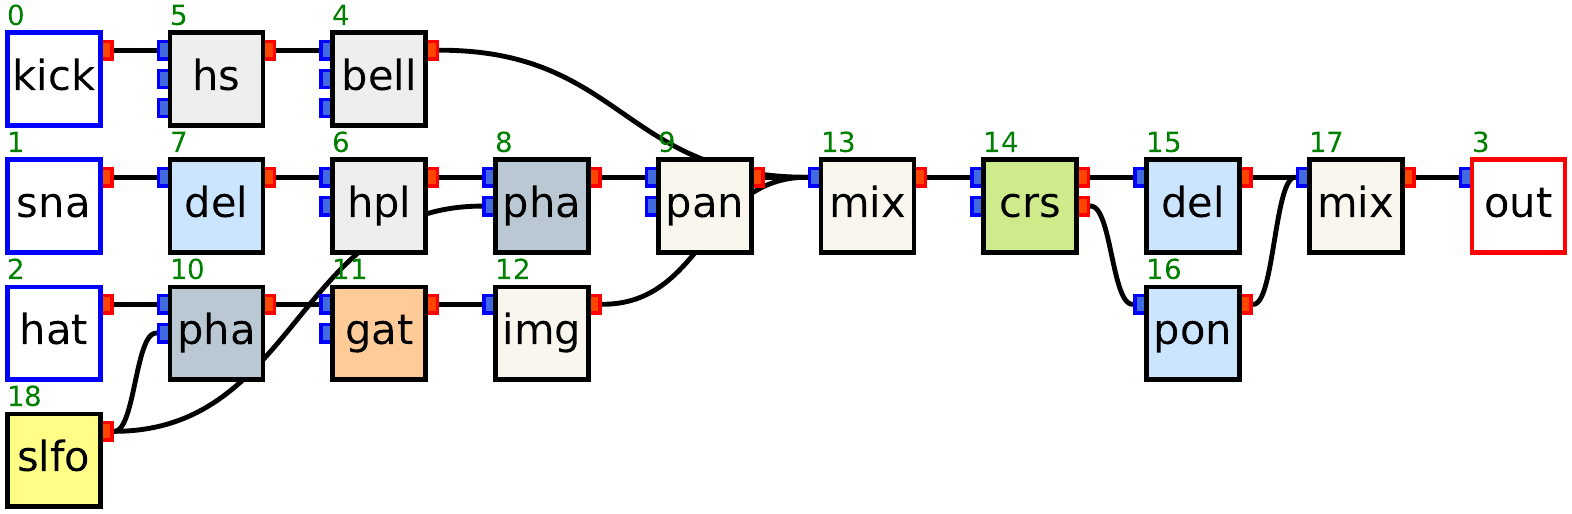 0 5 4
kick hs bell
1 7 6 8 9 13 14 15 17 3
sna del hpl pha pan mix crs del mix out
2 10 11 12 16
hat pha gat img pon
18
slfo